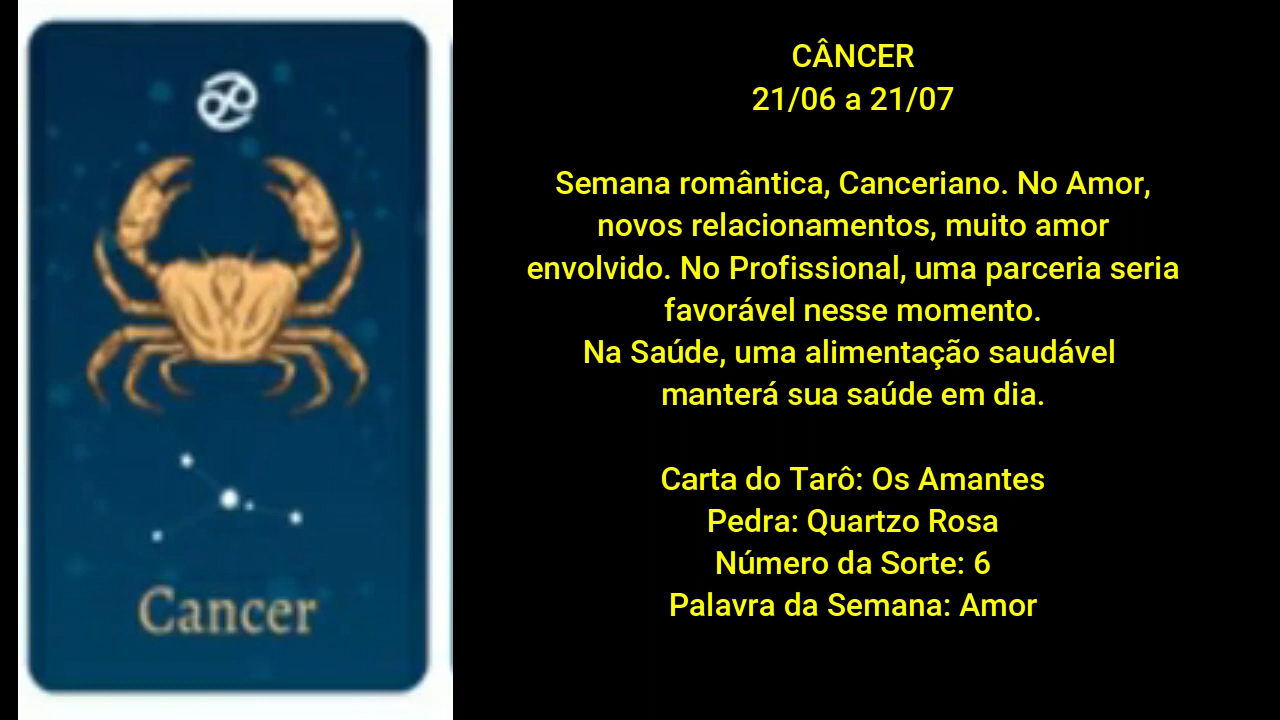 Cancer
CÂNCER
21/06 a 21/07
Semana romântica, Canceriano. No Amor,
novos relacionamentos, muito amor
envolvido. No Profissional, uma parceria seria
favorável nesse momento.
Na Saúde, uma alimentação saudável
manterá sua saúde em dia.
Carta do Tarô: Os Amantes
Pedra: Quartzo Rosa
Número da Sorte: 6
Palavra da Semana: Amor